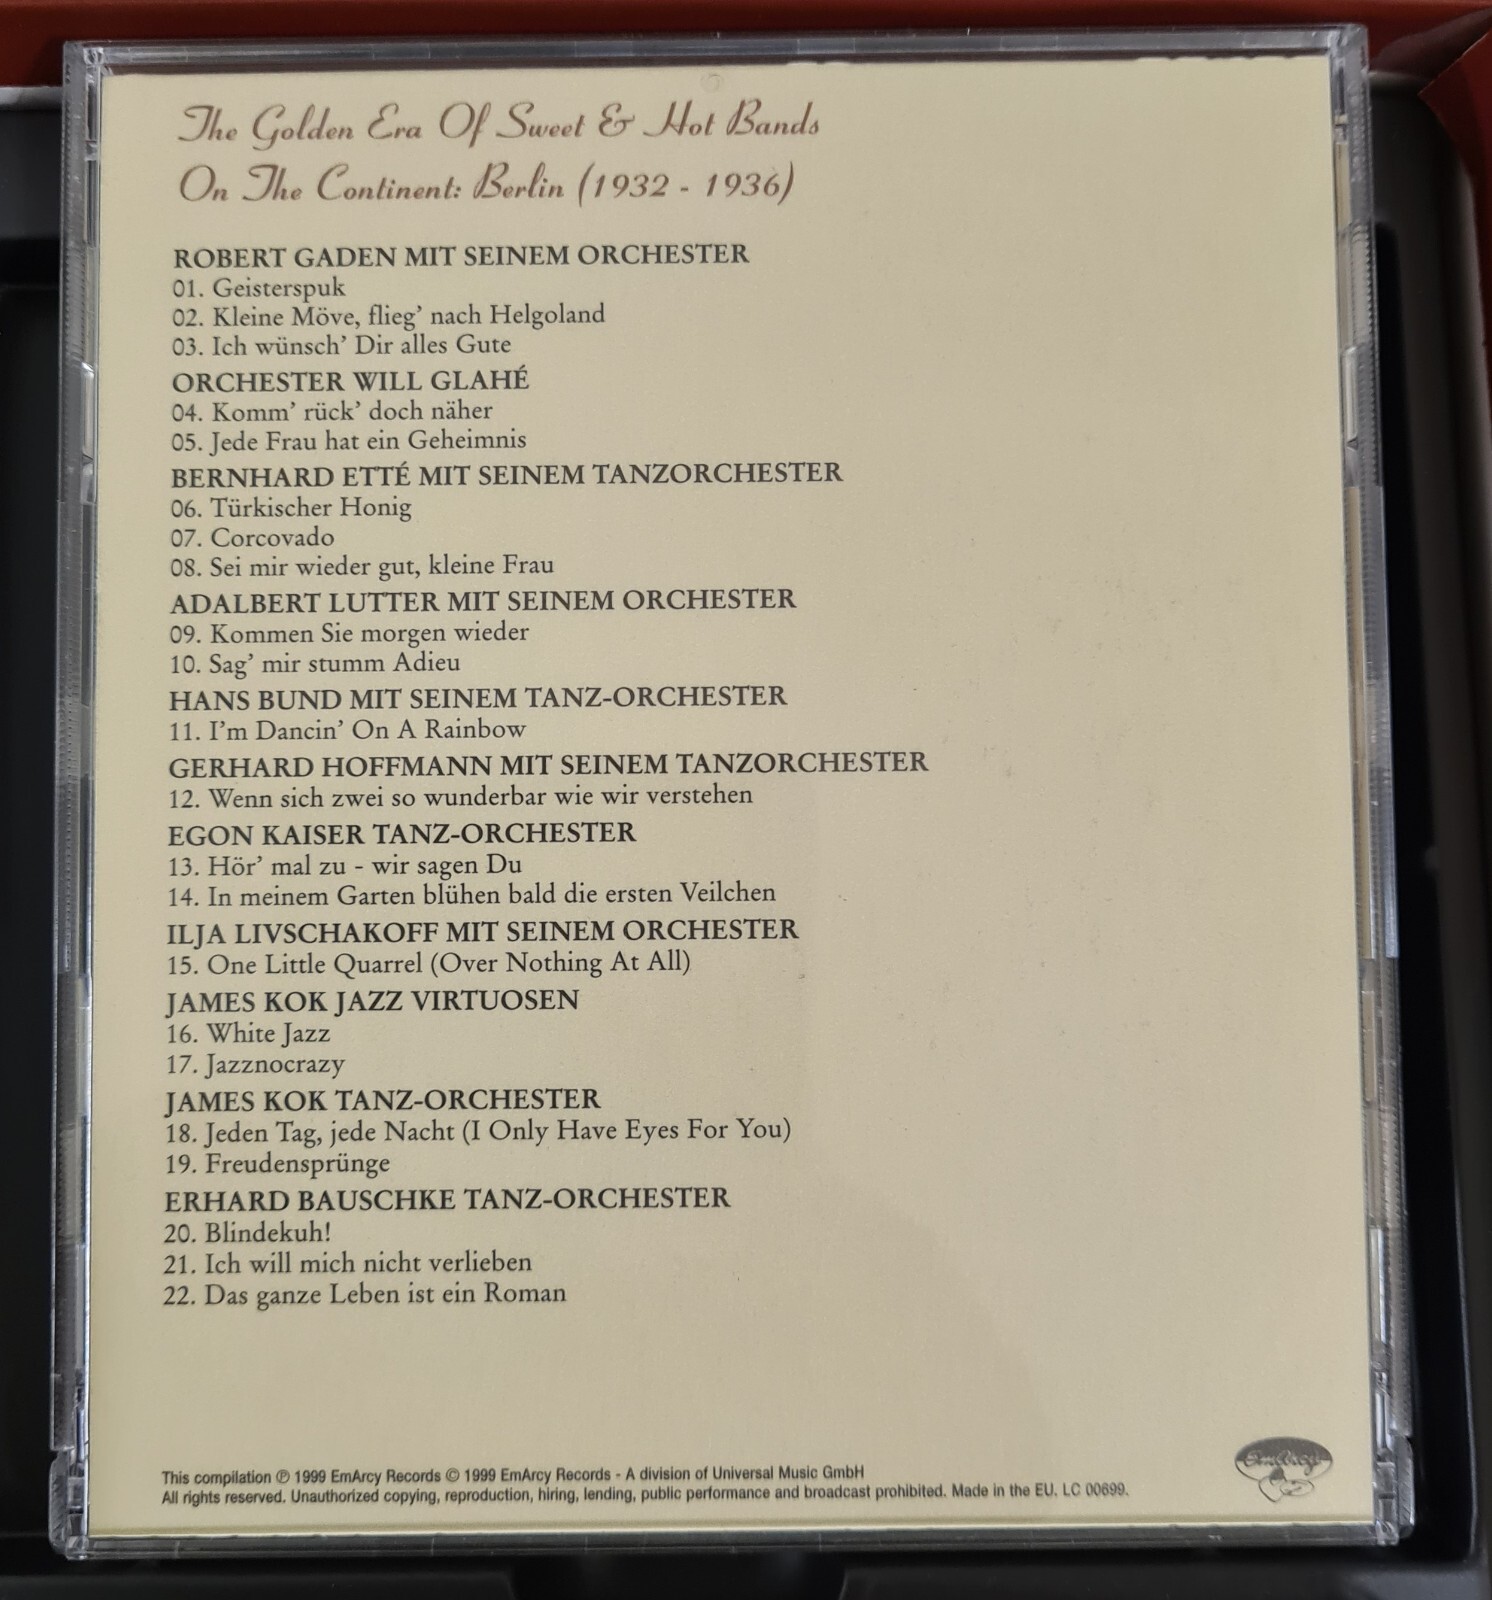 The Golden Era Of Sweet & Hot Bands
On The Continent: Berlin (1932 - 1936)
ROBERT GADEN MIT SEINEM ORCHESTER
01. Geisterspuk
02. Kleine Möve, flieg’ nach Helgoland
03. Ich wünsch’ Dir alles Gute
ORCHESTER WILL GLAHÉ
04. Komm’ rück’ doch näher
05. Jede Frau hat ein Geheimnis
BERNHARD ETTÉ MIT SEINEM TANZORCHESTER
06. Türkischer Honig
07. Corcovado
08. Sei mir wieder gut, kleine Frau
ADALBERT LUTTER MIT SEINEM ORCHESTER
09. Kommen Sie morgen wieder
10. Sag’ mir stumm Adieu
HANS BUND MIT SEINEM TANZ-ORCHESTER
11. I’m Dancin’ On A Rainbow
GERHARD HOFFMANN MIT SEINEM TANZORCHESTER
12. Wenn sich zwei so wunderbar wie wir verstehen
EGON KAISER TANZ-ORCHESTER
13. Hör’ mal zu - wir sagen Du
14. In meinem Garten blühen bald die ersten Veilchen
ILJA LIVSCHAKOFF MIT SEINEM ORCHESTER
15. One Little Quarrel (Over Nothing At All)
JAMES KOK JAZZ VIRTUOSEN
16. White Jazz
17. Jazznocrazy
JAMES KOK TANZ-ORCHESTER
18. Jeden Tag, jede Nacht (I Only Have Eyes For You)
19. Freudensprünge
ERHARD BAUSCHKE TANZ-ORCHESTER
20. Blindekuh!
21. Ich will mich nicht verlieben
22. Das ganze Leben ist ein Roman
This compilation ℗ 1999 EmArcy Records © 1999 EmArcy Records - A division of Universal Music GmbH
All rights reserved. Unauthorized copying, reproduction, hiring, lending, public performance and broadcast prohibited. Made in the EU. LC 00699.
EmArcy